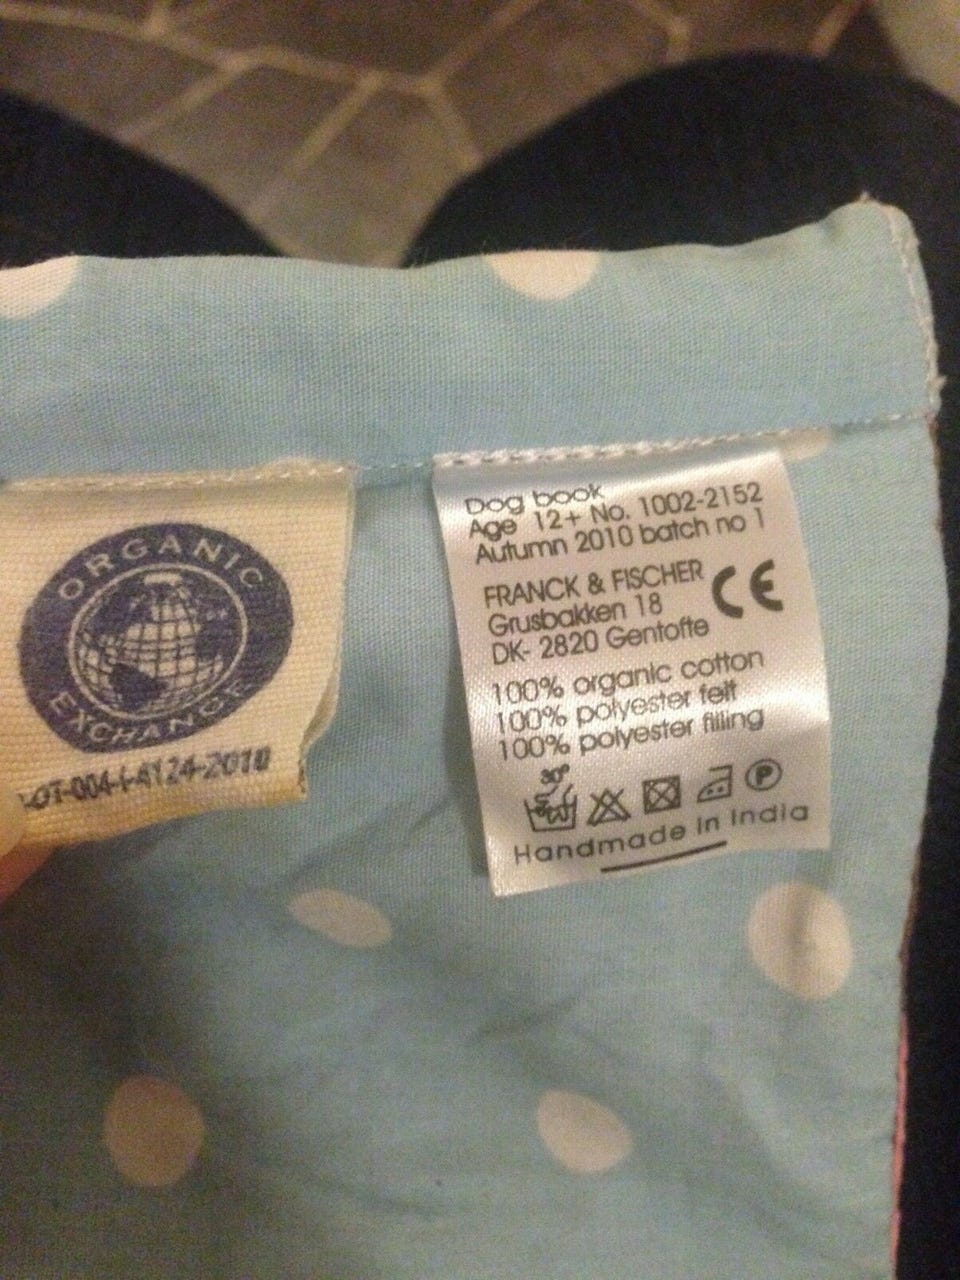 ORGANIC
EXCHANGE
Dog book
Age 12+ No. 1002-2152
Autumn 2010 batch no 1
FRANCK & FISCHER
Grusbakken 18
DK- 2820 Gentofte
CE
100% organic cotton
100% polyester felt
100% polyester filling
30°
P
Handmade in India